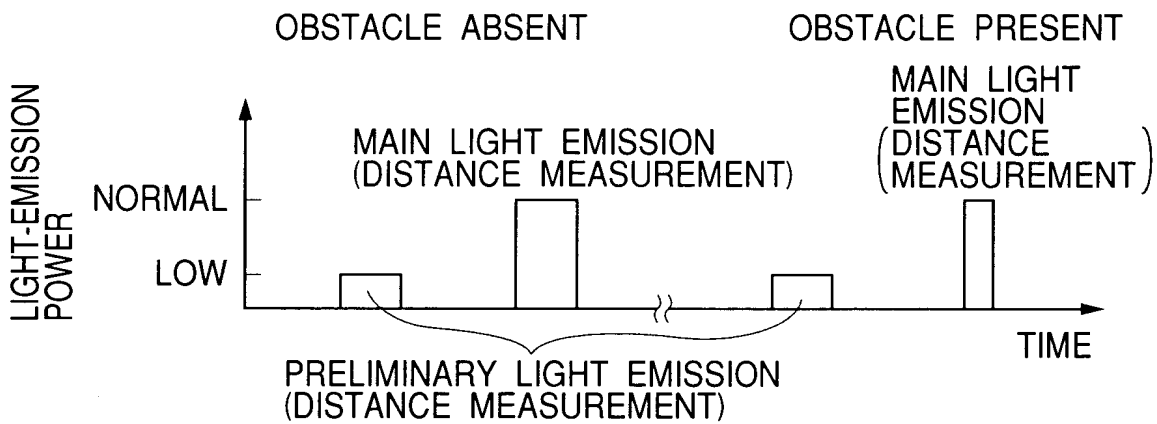 OBSTACLE ABSENT
OBSTACLE PRESENT
MAIN LIGHT
EMISSION
(DISTANCE
MEASUREMENT)
MAIN LIGHT EMISSION
(DISTANCE MEASUREMENT)
LIGHT-EMISSION
POWER
NORMAL
LOW
TIME
PRELIMINARY LIGHT EMISSION
(DISTANCE MEASUREMENT)